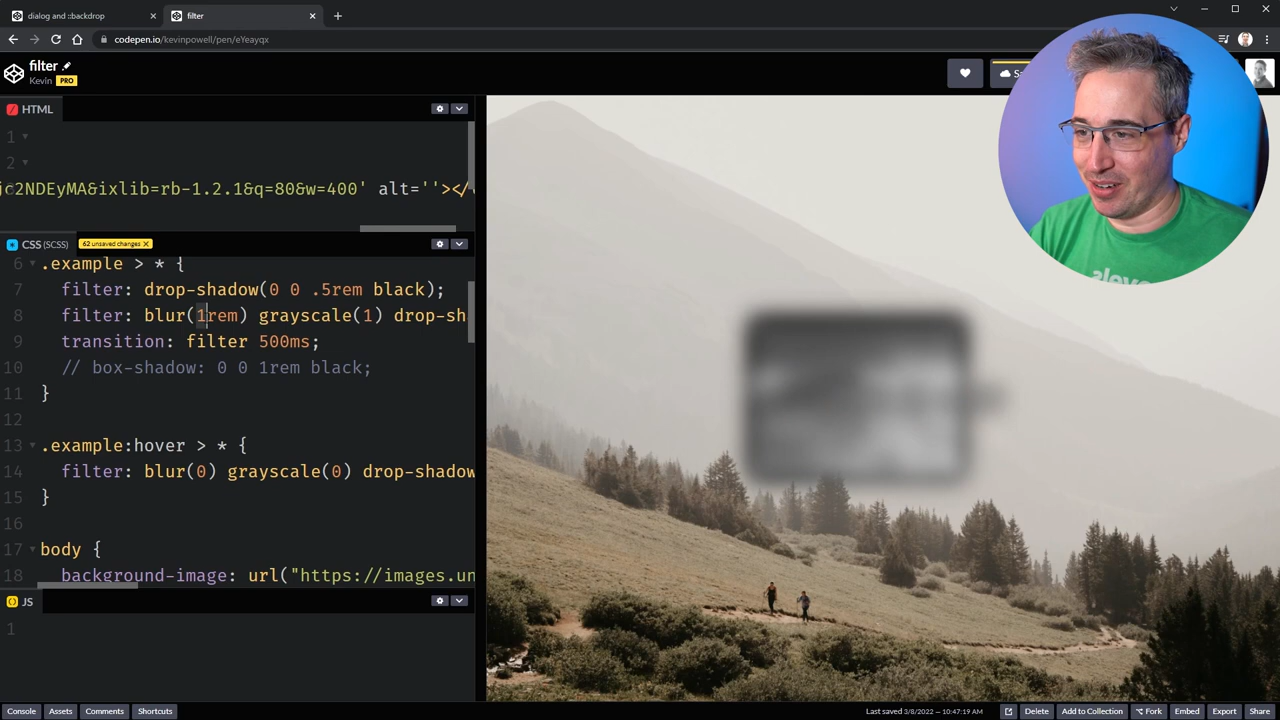 dialog and ::backdrop
filter
codepen.io/kevinpowell/pen/eYeayqx
filter
Kevin PRO
HTML
1
2
c2NDEyMA&ixlib=rb-1.2.1&q=80&w=400' alt=''></
CSS (SCSS) 62 unsaved changes X
6 .example > * {
7 filter: drop-shadow(0 0 .5rem black);
8 filter: blur(1rem) grayscale(1) drop-sh
9 transition: filter 500ms;
10 // box-shadow: 0 0 1rem black;
11 }
12
13 .example:hover > * {
14 filter: blur(0) grayscale(0) drop-shadow
15 }
16
17 body {
18 background-image: url("https://images.un
JS
1
Console Assets Comments Shortcuts
Last saved 3/8/2022 — 10:47:19 AM Delete Add to Collection Fork Embed Export Share